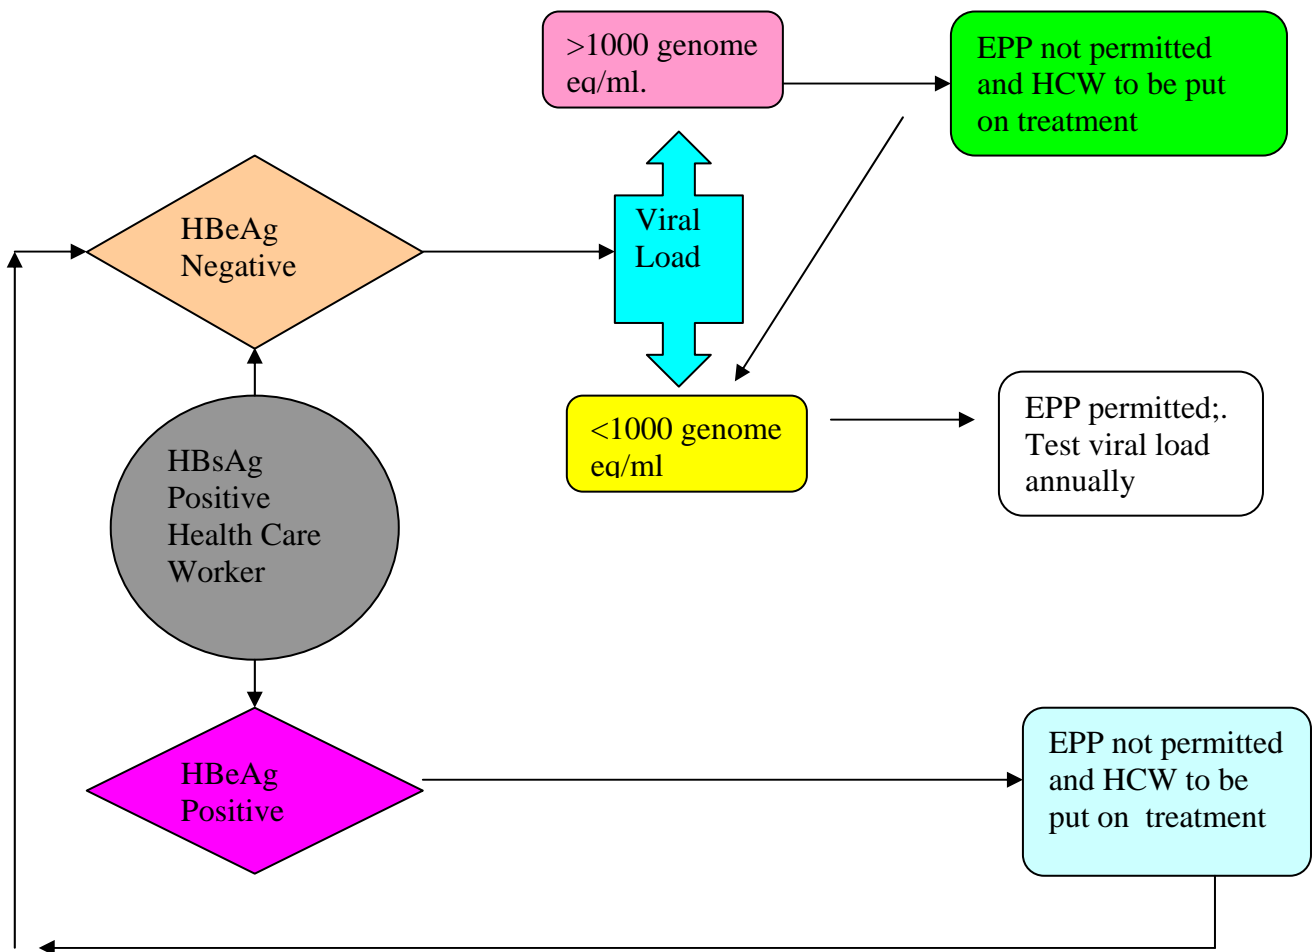 >1000 genome
eq/ml.
EPP not permitted
and HCW to be put
on treatment
HBeAg
Negative
Viral
Load
<1000 genome
eq/ml
EPP permitted;.
Test viral load
annually
HBsAg
Positive
Health Care
Worker
HBeAg
Positive
EPP not permitted
and HCW to be
put on  treatment